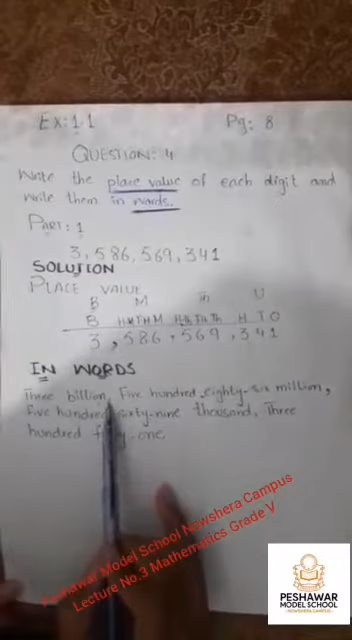 Ex:1.1 Pg: 8
QUESTION: 4
Write the place value of each digit and
write them in words.
PART: 1
3,586,569,341
SOLUTION
PLACE VALUE
B M Th U
B HM TM M HTh TTh Th H T O
3,586,569,341
IN WORDS
Three billion, Five hundred eighty-six million,
Five hundred sixty-nine thousand, Three
hundred forty-one
Peshawar Model School Nowshera Campus
Lecture No.3 Mathematics Grade V
PESHAWAR
MODEL SCHOOL
NOWSHERA CAMPUS